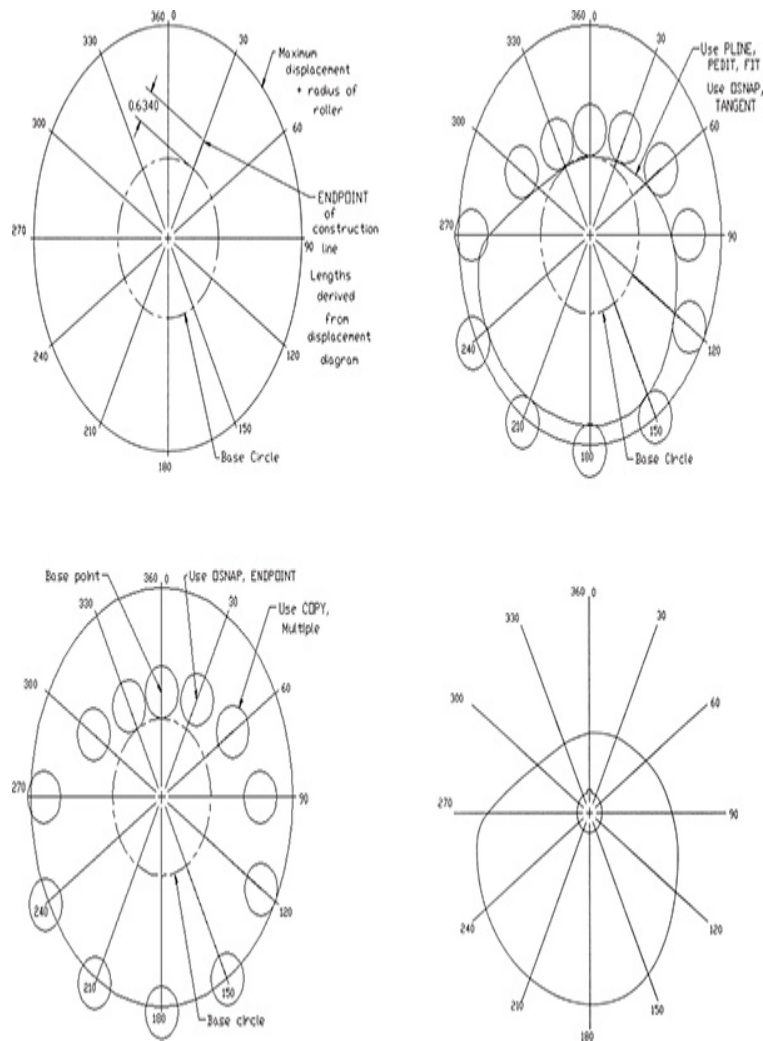 360 0
330
30
Maximum
displacement
+ radius of
roller
0.6340
300
60
ENDPOINT
of
construction
line
270
90
Lengths
derived
from
displacement
diagram
240
120
210
150
180
Base Circle
360 0
330
30
Use PLINE,
PEDIT, FIT
Use OSNAP,
TANGENT
300
60
270
90
240
120
210
150
180
Base Circle
Base point
360 0
Use OSNAP, ENDPOINT
330
30
Use COPY,
Multiple
300
60
270
90
240
120
210
150
180
Base circle
360 0
330
30
300
60
270
90
240
120
210
150
180